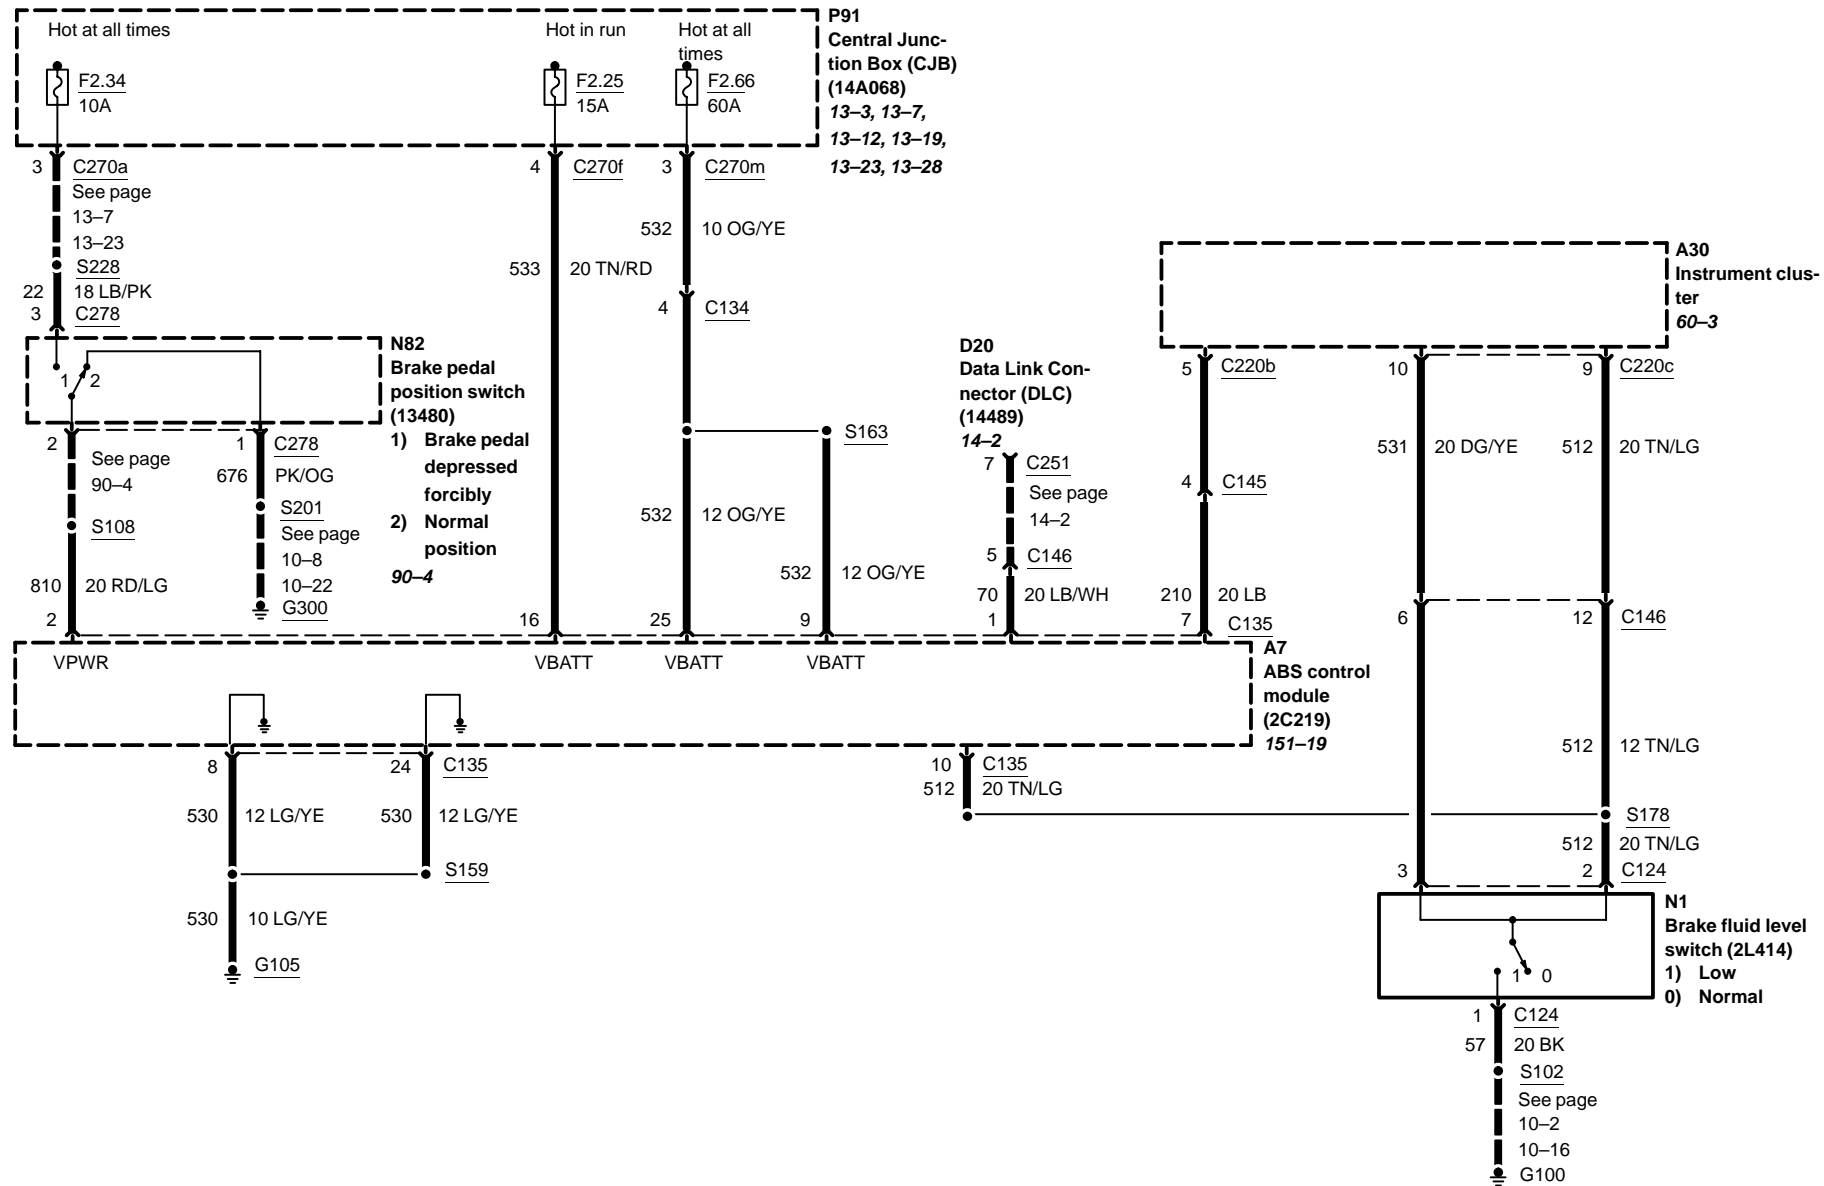 Hot at all times
F2.34
10A
Hot in run
F2.25
15A
Hot at all
times
F2.66
60A
P91
Central Junc-
tion Box (CJB)
(14A068)
13–3, 13–7,
13–12, 13–19,
13–23, 13–28
3 C270a
See page
13–7
13–23
S228
22 18 LB/PK
3 C278
4 C270f
533 20 TN/RD
3 C270m
532 10 OG/YE
4 C134
S163
532 12 OG/YE
532 12 OG/YE
1 2
N82
Brake pedal
position switch
(13480)
1) Brake pedal
depressed
forcibly
2) Normal
position
90–4
2
See page
90–4
S108
810 20 RD/LG
1 C278
676 PK/OG
S201
See page
10–8
10–22
G300
D20
Data Link Con-
nector (DLC)
(14489)
14–2
7 C251
See page
14–2
5 C146
70 20 LB/WH
A30
Instrument clus-
ter
60–3
5 C220b
4 C145
210 20 LB
10 9 C220c
531 20 DG/YE 512 20 TN/LG
6 12 C146
2 16 25 9 1 7 C135
VPWR VBATT VBATT VBATT
A7
ABS control
module
(2C219)
151–19
8 24 C135
530 12 LG/YE 530 12 LG/YE
S159
530 10 LG/YE
G105
10 C135
512 20 TN/LG
512 12 TN/LG
S178
512 20 TN/LG
3 2 C124
N1
Brake fluid level
switch (2L414)
1) Low
0) Normal
1 0
1 C124
57 20 BK
S102
See page
10–2
10–16
G100